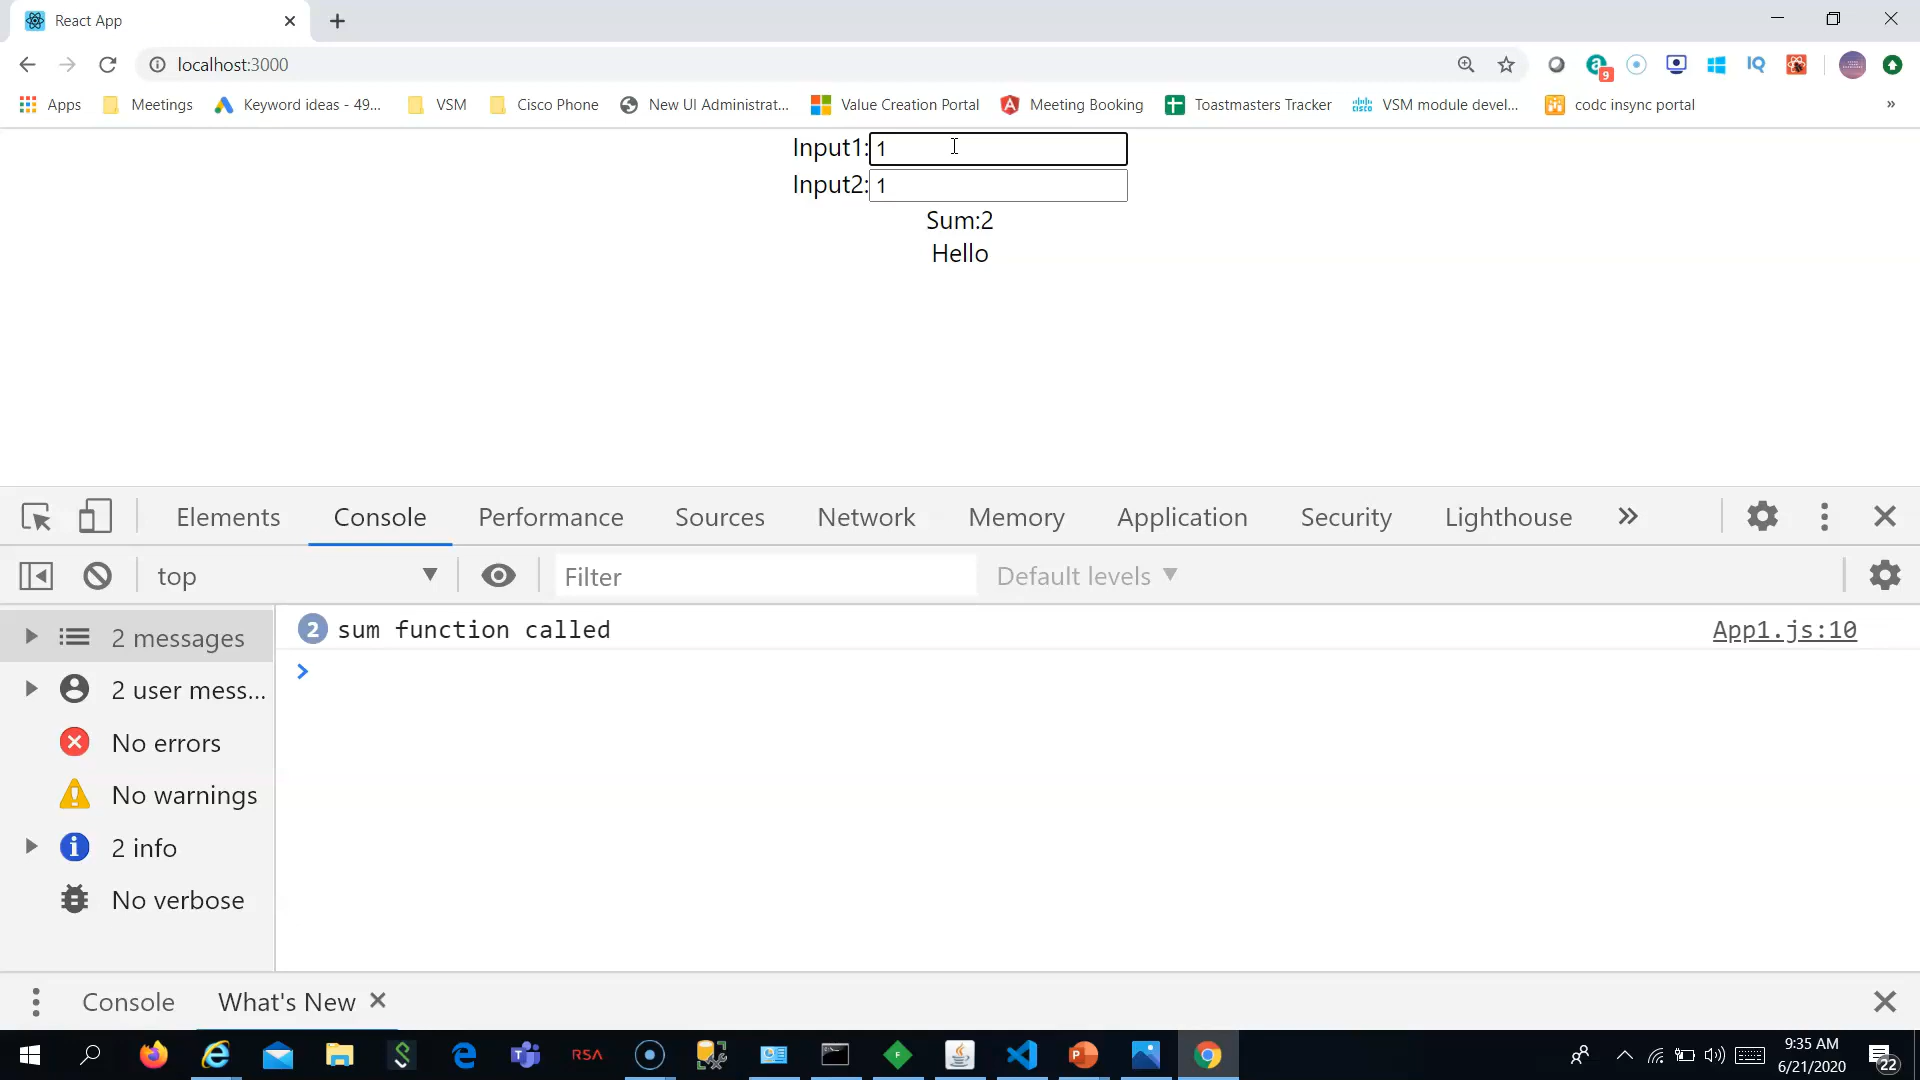 React App
localhost:3000
9
IQ
Apps Meetings Keyword ideas - 49... VSM Cisco Phone New UI Administrat... Value Creation Portal Meeting Booking Toastmasters Tracker cisco VSM module devel... codc insync portal »
Input1: 1
Input2: 1
Sum:2
Hello
Elements Console Performance Sources Network Memory Application Security Lighthouse »
top Filter Default levels
2 messages
2 sum function called App1.js:10
>
2 user mess...
No errors
No warnings
2 info
No verbose
Console What's New
RSA
9:35 AM
6/21/2020
22